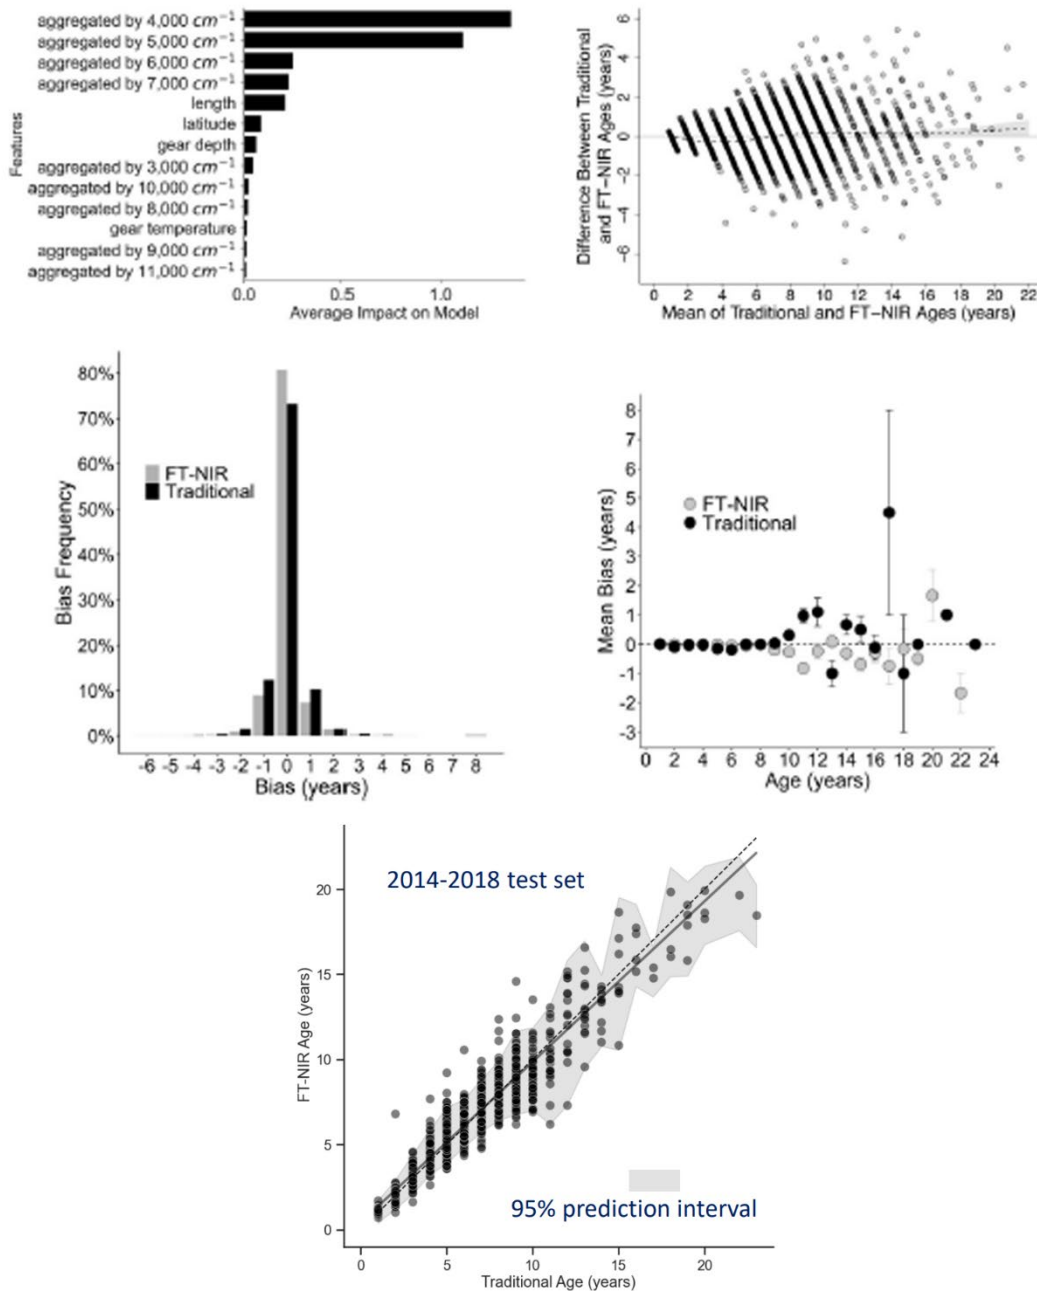 Features
aggregated by 4,000 cm⁻¹
aggregated by 5,000 cm⁻¹
aggregated by 6,000 cm⁻¹
aggregated by 7,000 cm⁻¹
length
latitude
gear depth
aggregated by 3,000 cm⁻¹
aggregated by 10,000 cm⁻¹
aggregated by 8,000 cm⁻¹
gear temperature
aggregated by 9,000 cm⁻¹
aggregated by 11,000 cm⁻¹
0.0 0.5 1.0
Average Impact on Model
Difference Between Traditional
and FT−NIR Ages (years)
6
4
2
0
−2
−4
−6
0 2 4 6 8 10 12 14 16 18 20 22
Mean of Traditional and FT−NIR Ages (years)
Bias Frequency
80%
70%
60%
50%
40%
30%
20%
10%
0%
FT-NIR
Traditional
-6 -5 -4 -3 -2 -1 0 1 2 3 4 5 6 7 8
Bias (years)
Mean Bias (years)
8
7
6
5
4
3
2
1
0
-1
-2
-3
FT-NIR
Traditional
0 2 4 6 8 10 12 14 16 18 20 22 24
Age (years)
2014-2018 test set
FT-NIR Age (years)
20
15
10
5
0
95% prediction interval
0 5 10 15 20
Traditional Age (years)